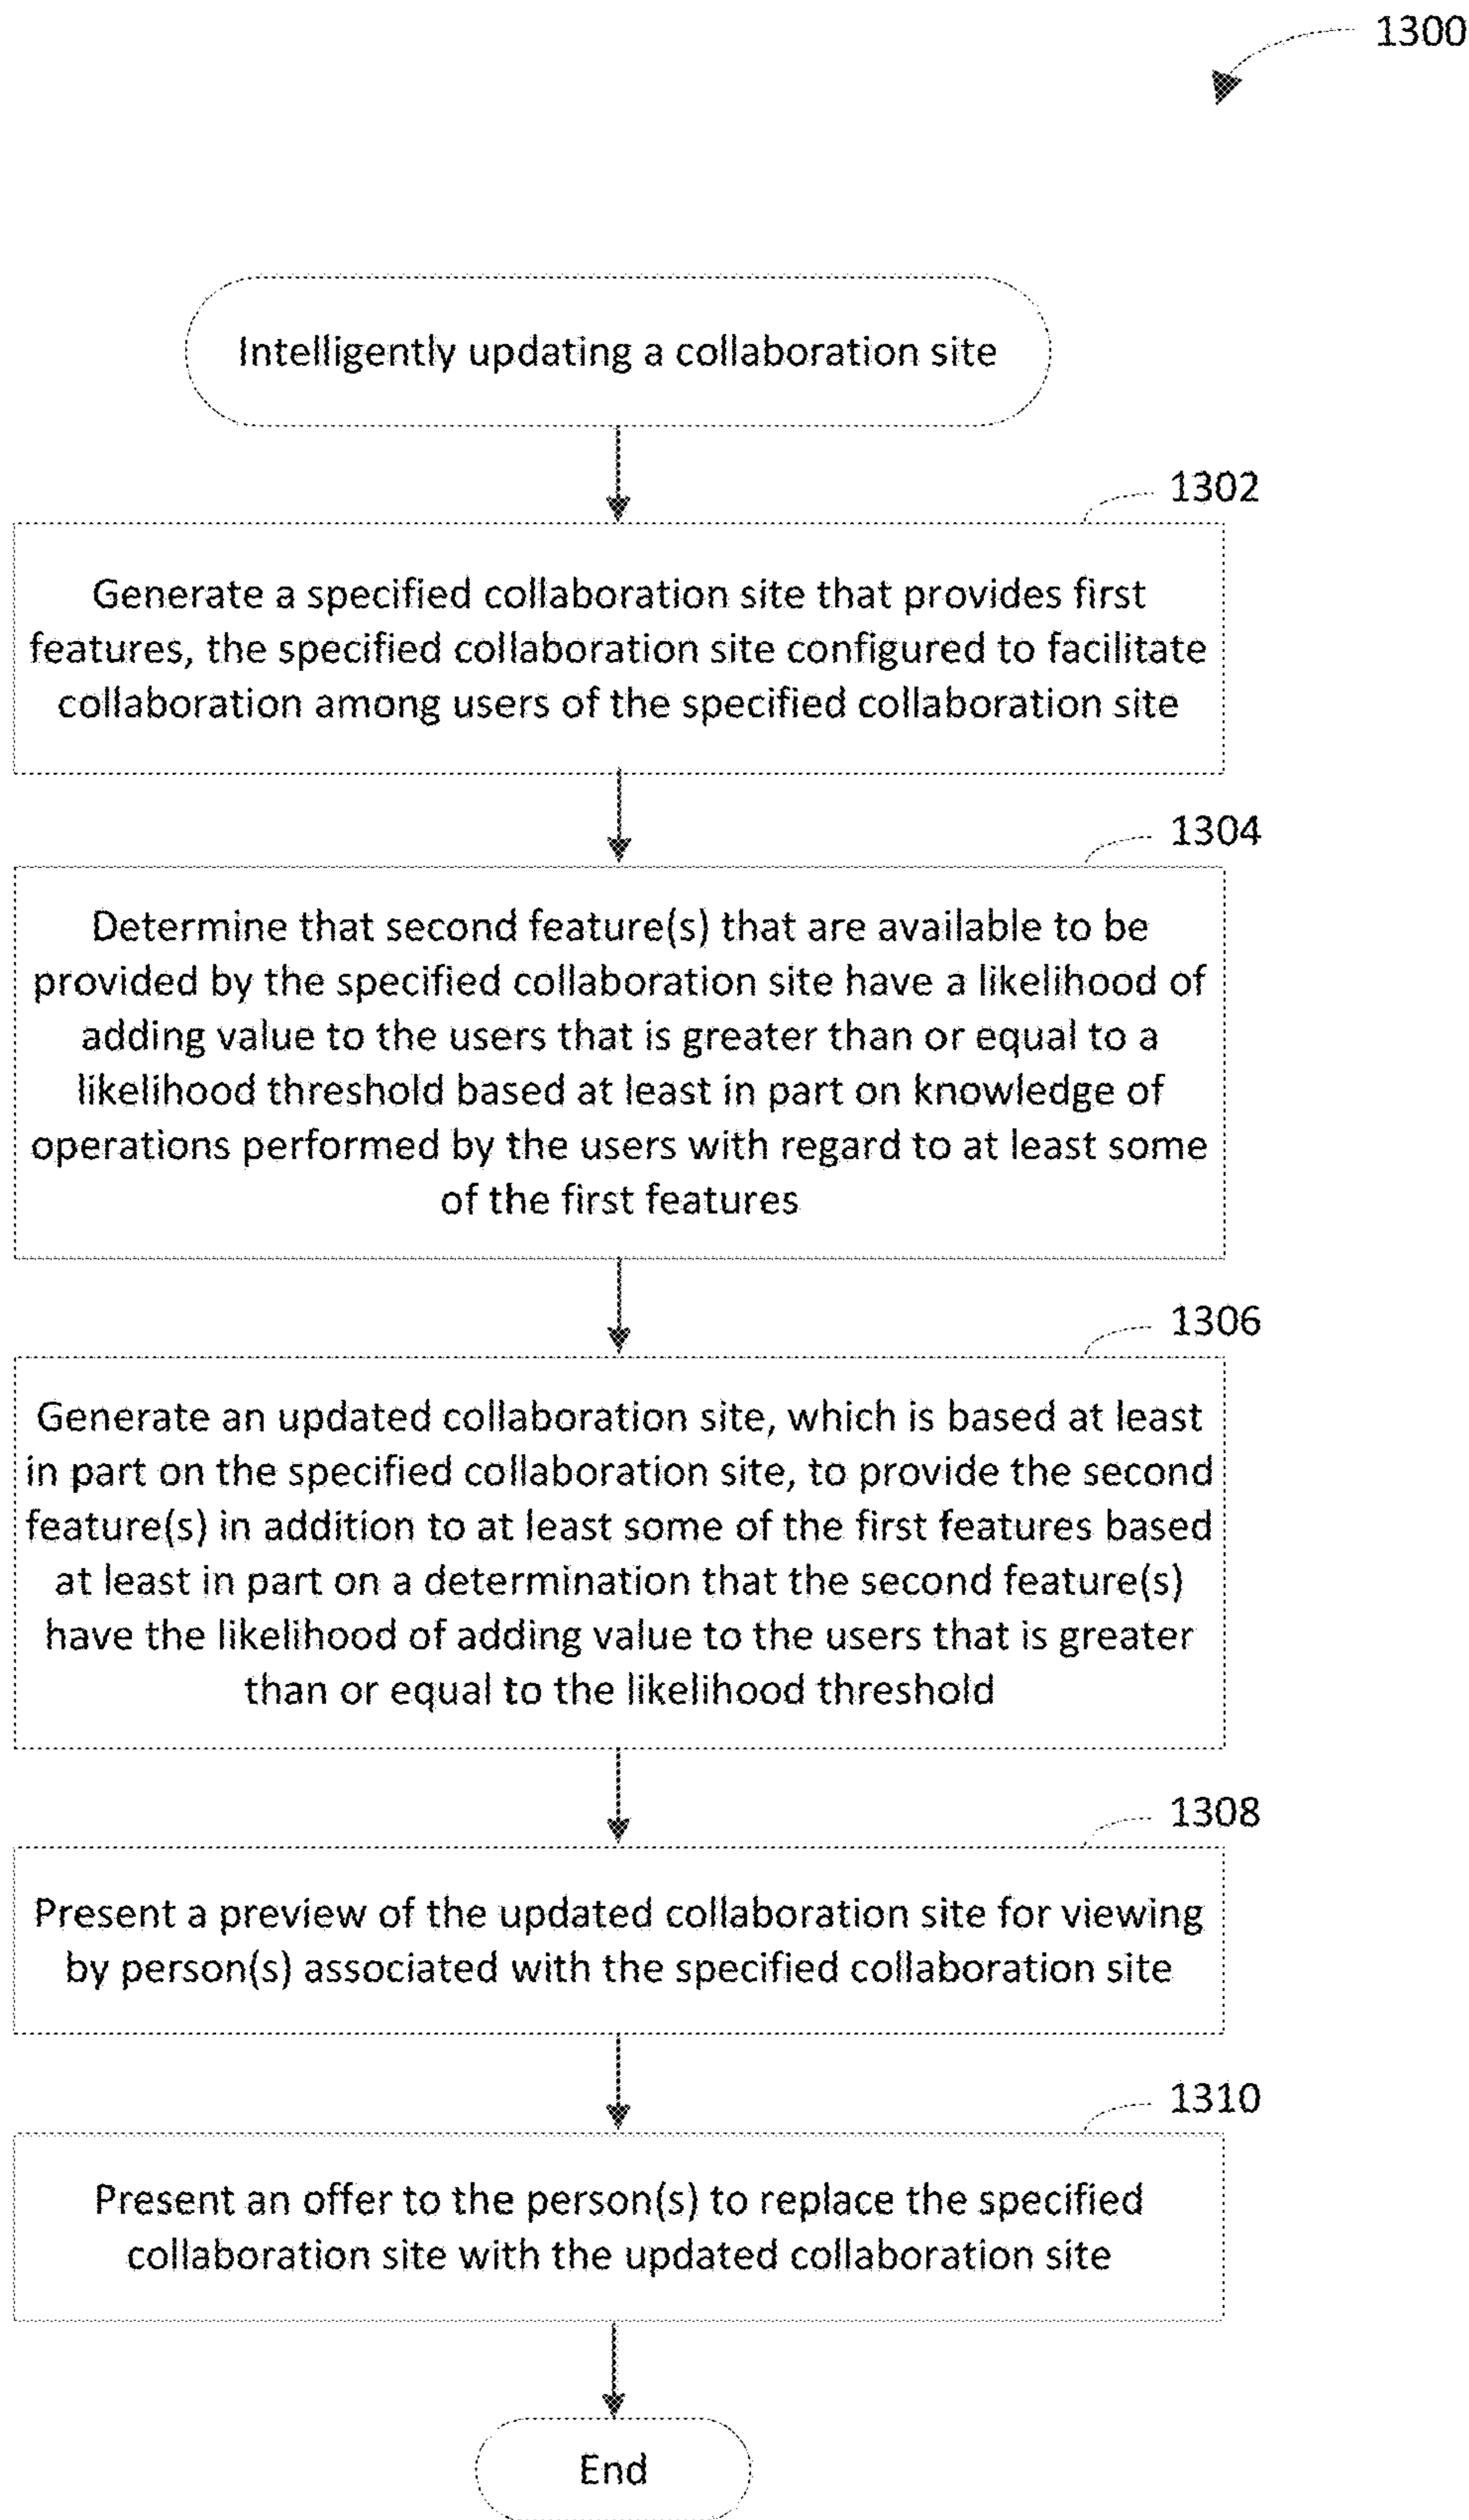 1300
Intelligently updating a collaboration site
1302
Generate a specified collaboration site that provides first
features, the specified collaboration site configured to facilitate
collaboration among users of the specified collaboration site
1304
Determine that second feature(s) that are available to be
provided by the specified collaboration site have a likelihood of
adding value to the users that is greater than or equal to a
likelihood threshold based at least in part on knowledge of
operations performed by the users with regard to at least some
of the first features
1306
Generate an updated collaboration site, which is based at least
in part on the specified collaboration site, to provide the second
feature(s) in addition to at least some of the first features based
at least in part on a determination that the second feature(s)
have the likelihood of adding value to the users that is greater
than or equal to the likelihood threshold
1308
Present a preview of the updated collaboration site for viewing
by person(s) associated with the specified collaboration site
1310
Present an offer to the person(s) to replace the specified
collaboration site with the updated collaboration site
End